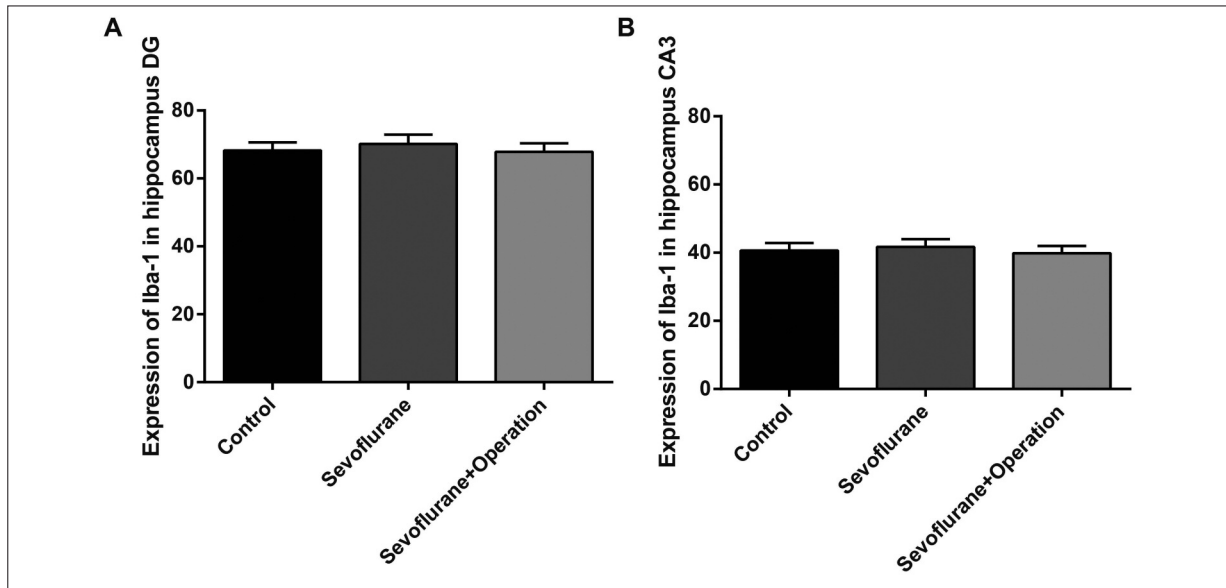 A
Expression of Iba-1 in hippocampus DG
80
60
40
20
0
Control
Sevoflurane
Sevoflurane+Operation
B
Expression of Iba-1 in hippocampus CA3
80
60
40
20
0
Control
Sevoflurane
Sevoflurane+Operation